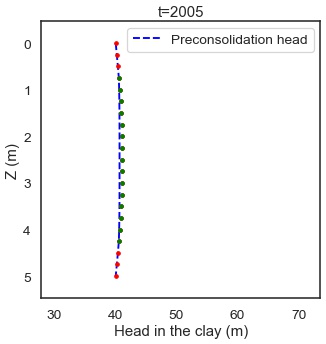 t=2005
Preconsolidation head
0
1
2
3
4
5
Z (m)
30 40 50 60 70
Head in the clay (m)